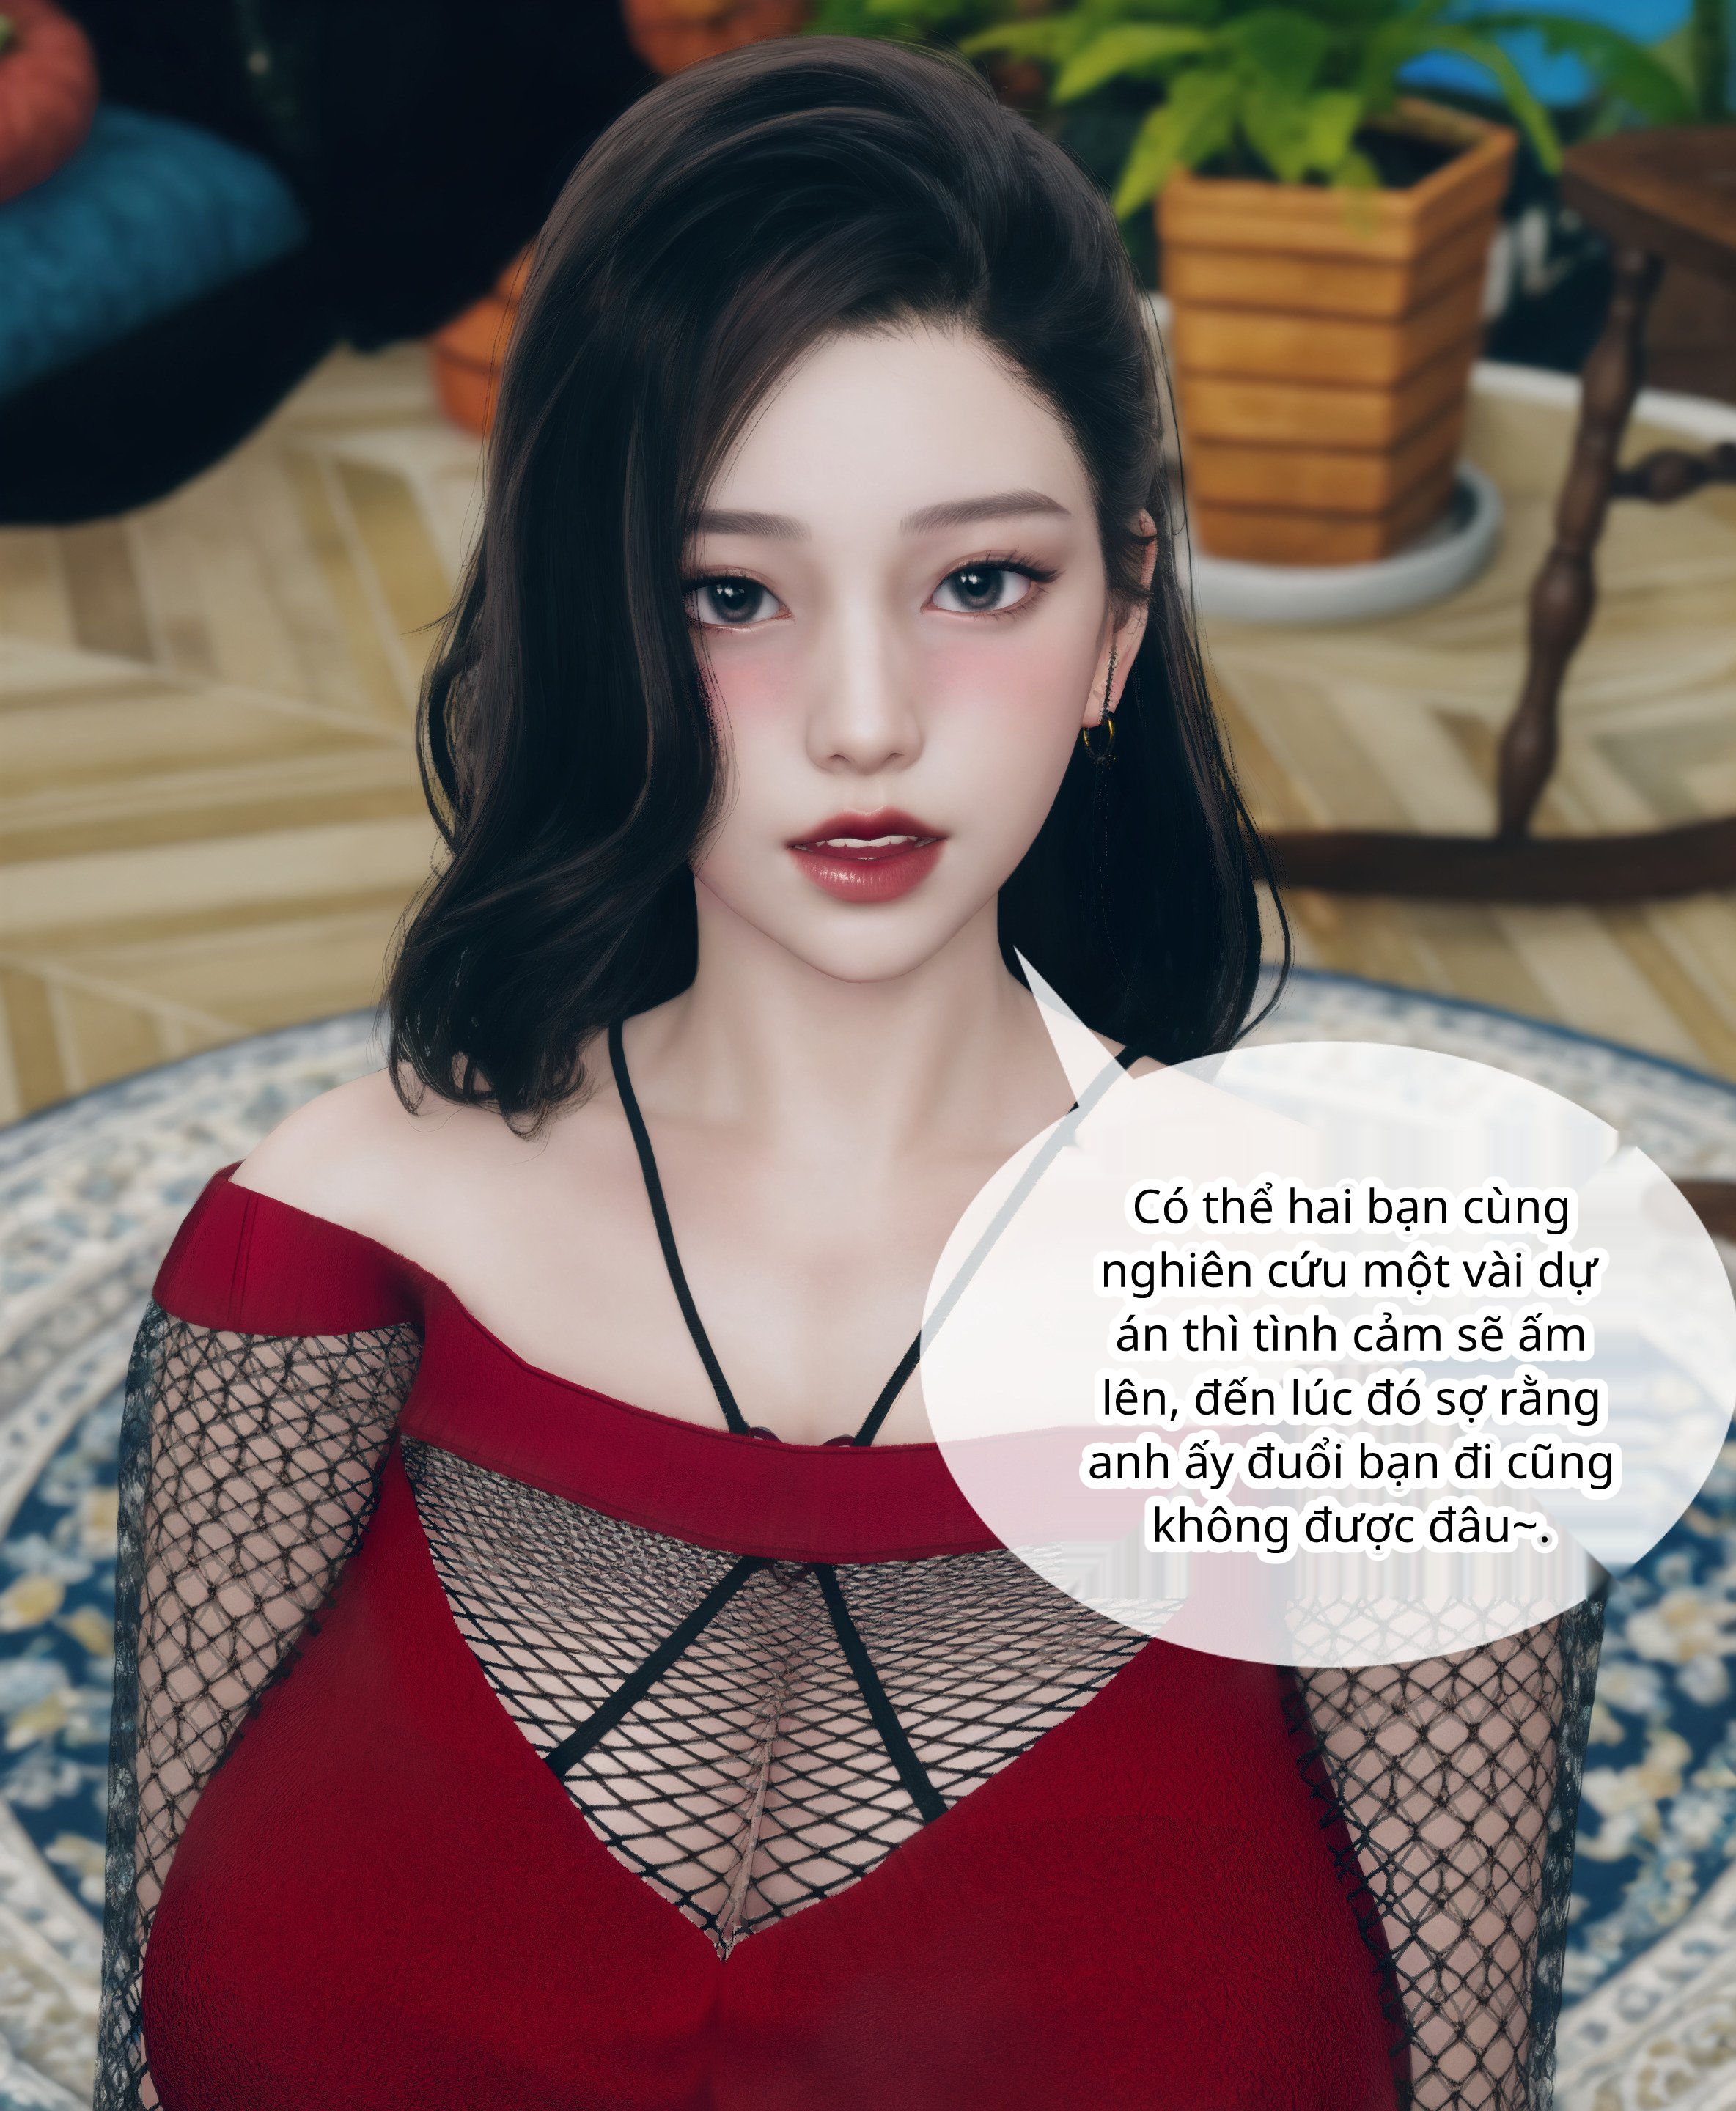 Có thể hai bạn cùng
nghiên cứu một vài dự
án thì tình cảm sẽ ấm
lên, đến lúc đó sợ rằng
anh ấy đuổi bạn đi cũng
không được đâu~.